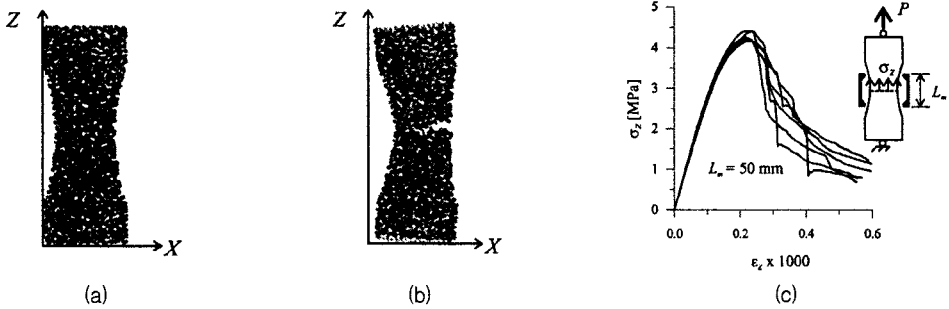 Z
X
(a)
Z
X
(b)
σz [MPa]
5
4
3
2
1
0
0.0
0.2
0.4
0.6
εz x 1000
Lm = 50 mm
P
σz
Lm
(c)